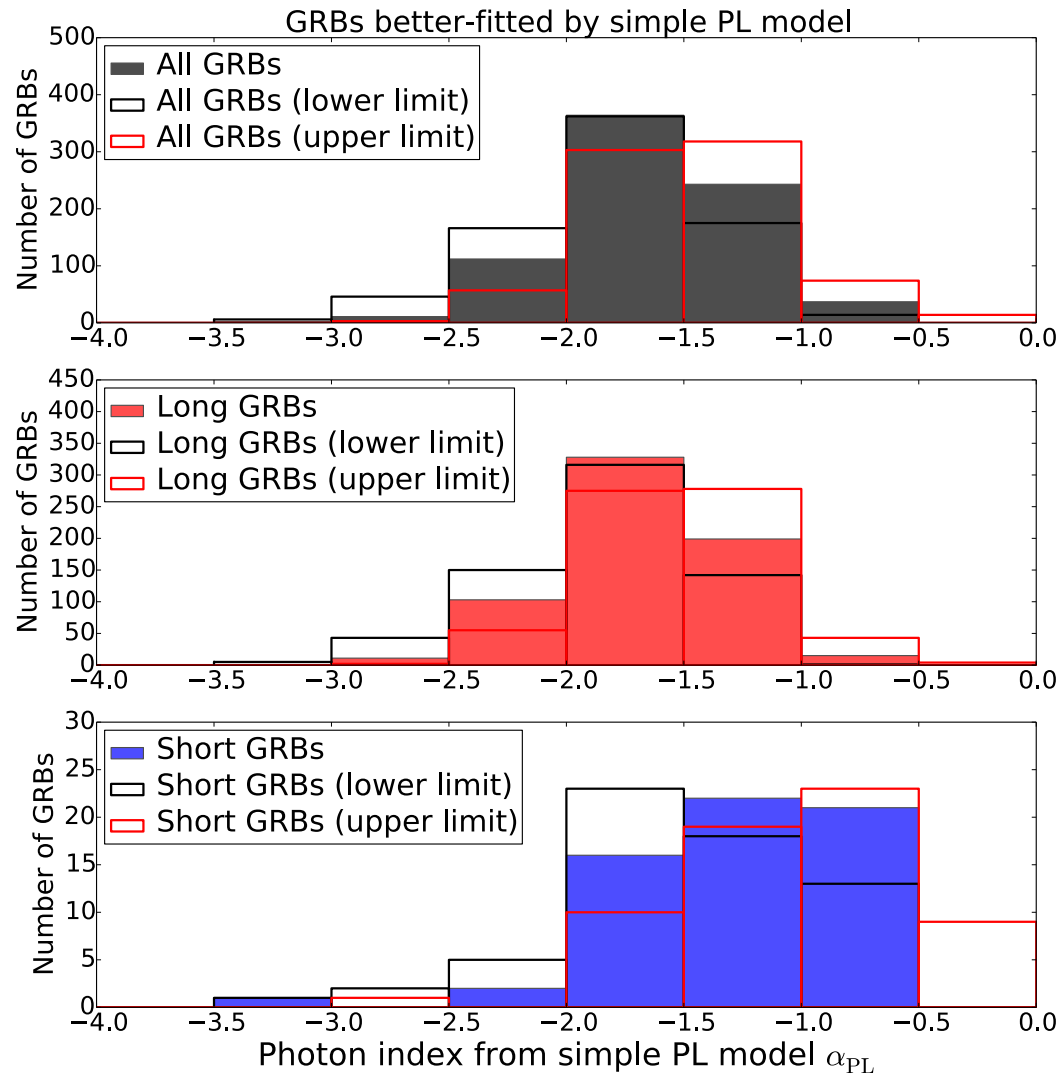 GRBs better-fitted by simple PL model
500
400
300
200
100
0
Number of GRBs
All GRBs
All GRBs (lower limit)
All GRBs (upper limit)
−4.0 −3.5 −3.0 −2.5 −2.0 −1.5 −1.0 −0.5 0.0
450
400
350
300
250
200
150
100
50
0
Number of GRBs
Long GRBs
Long GRBs (lower limit)
Long GRBs (upper limit)
−4.0 −3.5 −3.0 −2.5 −2.0 −1.5 −1.0 −0.5 0.0
30
25
20
15
10
5
0
Number of GRBs
Short GRBs
Short GRBs (lower limit)
Short GRBs (upper limit)
−4.0 −3.5 −3.0 −2.5 −2.0 −1.5 −1.0 −0.5 0.0
Photon index from simple PL model α_PL